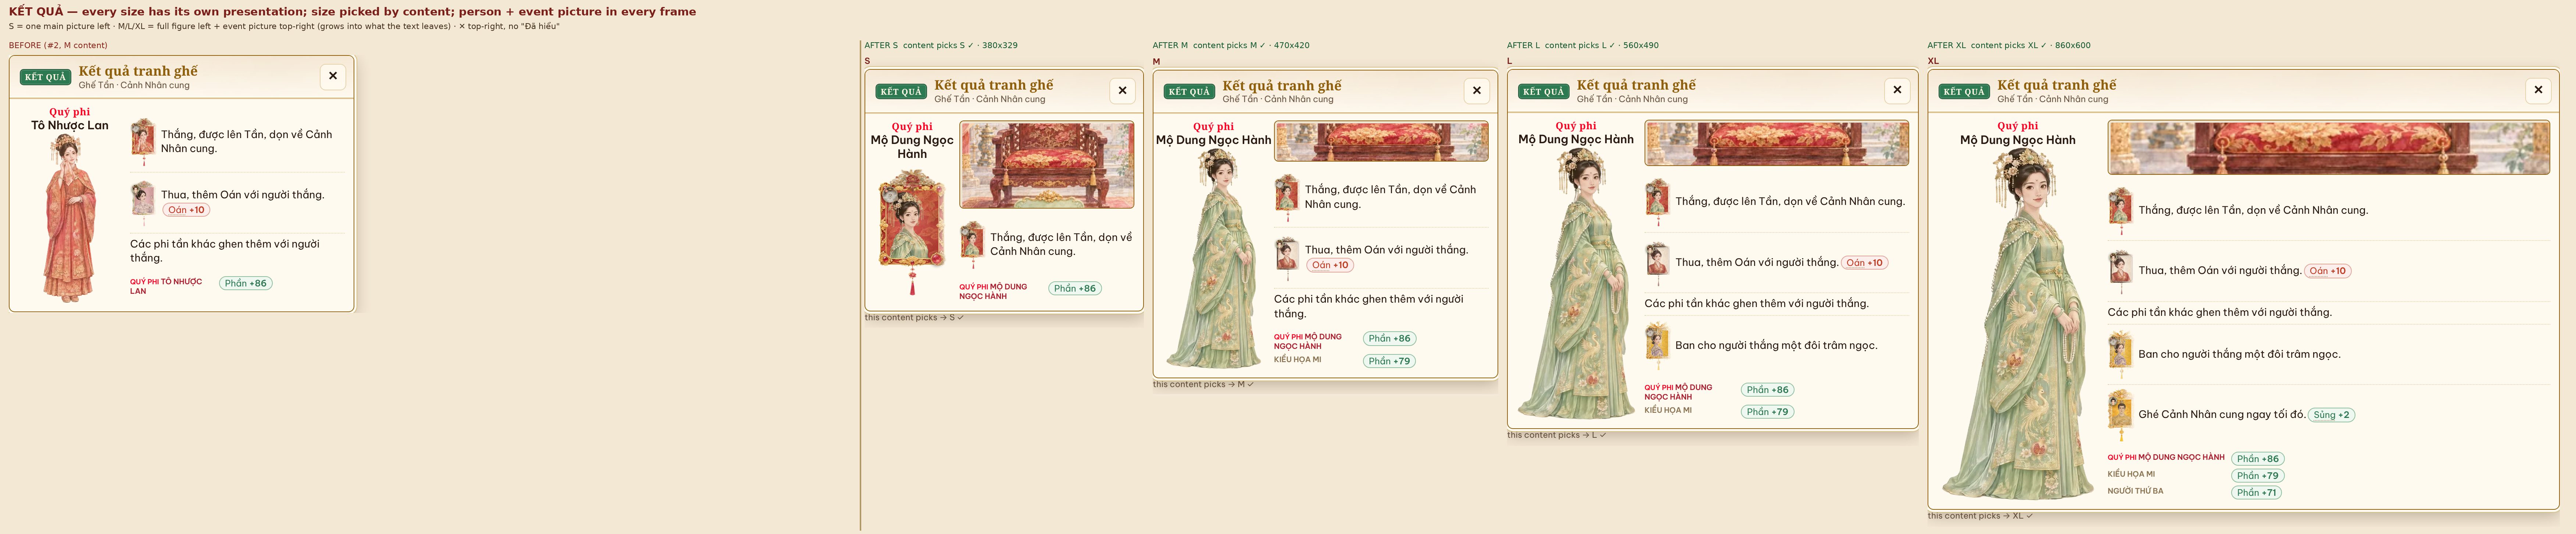 KẾT QUẢ — every size has its own presentation; size picked by content; person + event picture in every frame
S = one main picture left · M/L/XL = full figure left + event picture top-right (grows into what the text leaves) · ✕ top-right, no "Đã hiểu"
BEFORE (#2, M content)
KẾT QUẢ
Kết quả tranh ghế
Ghế Tần · Cảnh Nhân cung
✕
Quý phi
Tô Nhược Lan
Thắng, được lên Tần, dọn về Cảnh
Nhân cung.
Thua, thêm Oán với người thắng.
Oán +10
Các phi tần khác ghen thêm với người
thắng.
QUÝ PHI TÔ NHƯỢC
LAN
Phấn +86
AFTER S content picks S ✓ · 380x329
S
KẾT QUẢ
Kết quả tranh ghế
Ghế Tần · Cảnh Nhân cung
✕
Quý phi
Mộ Dung Ngọc
Hành
Thắng, được lên Tần, dọn về
Cảnh Nhân cung.
QUÝ PHI MỘ DUNG
NGỌC HÀNH
Phấn +86
this content picks → S ✓
AFTER M content picks M ✓ · 470x420
M
KẾT QUẢ
Kết quả tranh ghế
Ghế Tần · Cảnh Nhân cung
✕
Quý phi
Mộ Dung Ngọc Hành
Thắng, được lên Tần, dọn về Cảnh
Nhân cung.
Thua, thêm Oán với người thắng.
Oán +10
Các phi tần khác ghen thêm với người
thắng.
QUÝ PHI MỘ DUNG
NGỌC HÀNH
Phấn +86
KIỀU HỌA MI
Phấn +79
this content picks → M ✓
AFTER L content picks L ✓ · 560x490
L
KẾT QUẢ
Kết quả tranh ghế
Ghế Tần · Cảnh Nhân cung
✕
Quý phi
Mộ Dung Ngọc Hành
Thắng, được lên Tần, dọn về Cảnh Nhân cung.
Thua, thêm Oán với người thắng. Oán +10
Các phi tần khác ghen thêm với người thắng.
Ban cho người thắng một đôi trâm ngọc.
QUÝ PHI MỘ DUNG
NGỌC HÀNH
Phấn +86
KIỀU HỌA MI
Phấn +79
this content picks → L ✓
AFTER XL content picks XL ✓ · 860x600
XL
KẾT QUẢ
Kết quả tranh ghế
Ghế Tần · Cảnh Nhân cung
✕
Quý phi
Mộ Dung Ngọc Hành
Thắng, được lên Tần, dọn về Cảnh Nhân cung.
Thua, thêm Oán với người thắng. Oán +10
Các phi tần khác ghen thêm với người thắng.
Ban cho người thắng một đôi trâm ngọc.
Ghé Cảnh Nhân cung ngay tối đó. Sủng +2
QUÝ PHI MỘ DUNG NGỌC HÀNH Phấn +86
KIỀU HỌA MI Phấn +79
NGƯỜI THỨ BA Phấn +71
this content picks → XL ✓